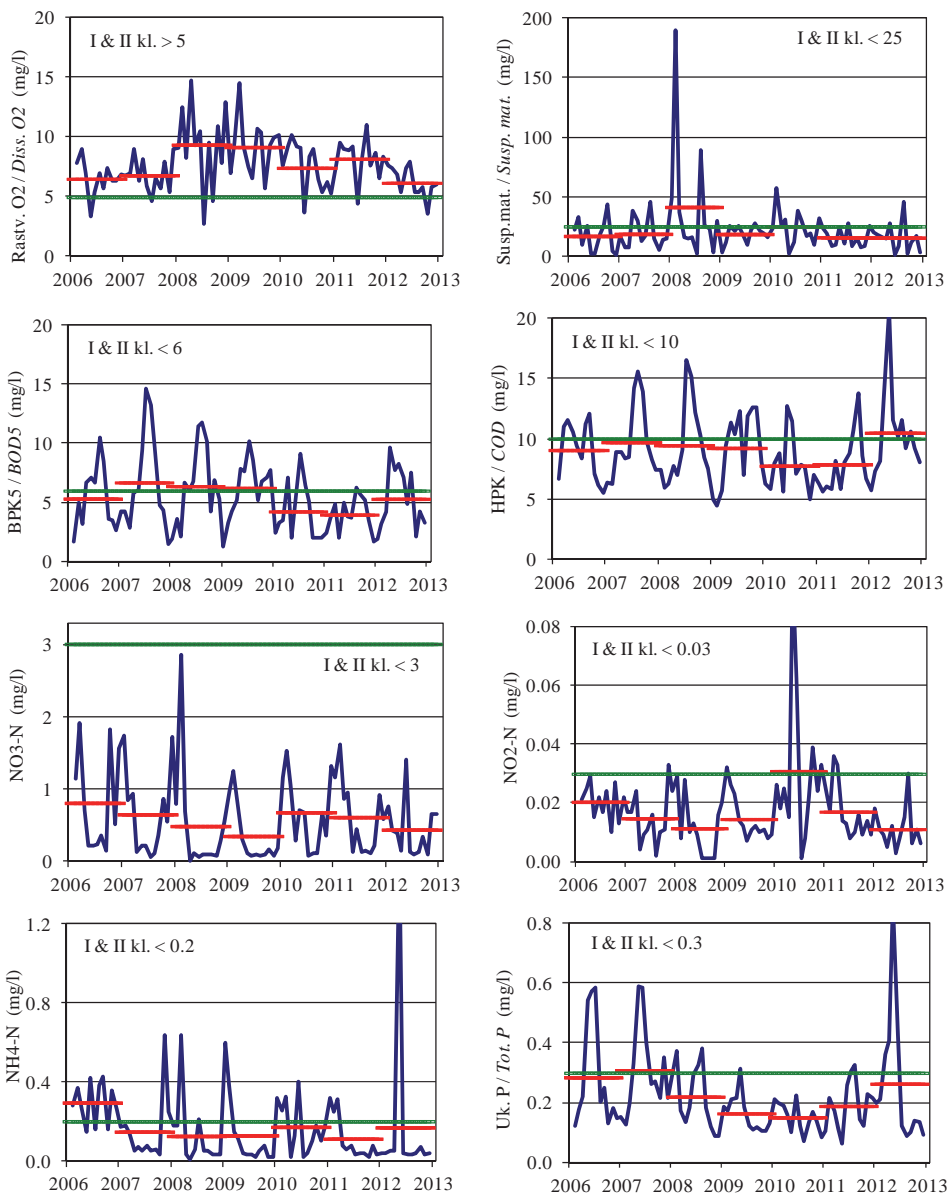 Rastv. O2 / Diss. O2 (mg/l)
I & II kl. > 5
20
15
10
5
0
2006 2007 2008 2009 2010 2011 2012 2013
Susp.mat. / Susp. mat. (mg/l)
I & II kl. < 25
200
150
100
50
0
2006 2007 2008 2009 2010 2011 2012 2013
BPK5 / BOD5 (mg/l)
I & II kl. < 6
20
15
10
5
0
2006 2007 2008 2009 2010 2011 2012 2013
HPK / COD (mg/l)
I & II kl. < 10
20
15
10
5
0
2006 2007 2008 2009 2010 2011 2012 2013
NO3-N (mg/l)
I & II kl. < 3
3
2
1
0
2006 2007 2008 2009 2010 2011 2012 2013
NO2-N (mg/l)
I & II kl. < 0.03
0.08
0.06
0.04
0.02
0.00
2006 2007 2008 2009 2010 2011 2012 2013
NH4-N (mg/l)
I & II kl. < 0.2
1.2
0.8
0.4
0.0
2006 2007 2008 2009 2010 2011 2012 2013
Uk. P / Tot. P (mg/l)
I & II kl. < 0.3
0.8
0.6
0.4
0.2
0.0
2006 2007 2008 2009 2010 2011 2012 2013